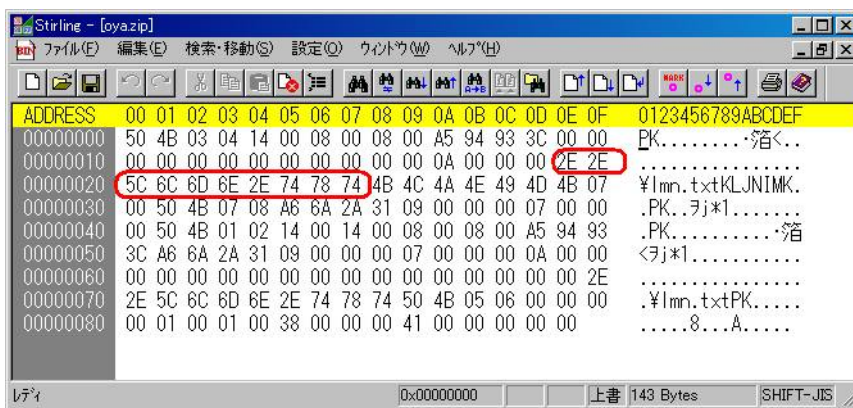 Stirling - [oya.zip]
ファイル(F) 編集(E) 検索・移動(S) 設定(O) ウィンドウ(W) ヘルプ(H)
ADDRESS 00 01 02 03 04 05 06 07 08 09 0A 0B 0C 0D 0E 0F 0123456789ABCDEF
00000000 50 4B 03 04 14 00 08 00 08 00 A5 94 93 3C 00 00 PK........・箔<..
00000010 00 00 00 00 00 00 00 00 00 00 0A 00 00 00 2E 2E ................
00000020 5C 6C 6D 6E 2E 74 78 74 4B 4C 4A 4E 49 4D 4B 07 ¥lmn.txtKLJNIMK.
00000030 00 50 4B 07 08 A6 6A 2A 31 09 00 00 00 07 00 00 .PK..ヲj*1.......
00000040 00 50 4B 01 02 14 00 14 00 08 00 08 00 A5 94 93 .PK..........・箔
00000050 3C A6 6A 2A 31 09 00 00 00 07 00 00 00 0A 00 00 <ヲj*1...........
00000060 00 00 00 00 00 00 00 00 00 00 00 00 00 00 00 2E ................
00000070 2E 5C 6C 6D 6E 2E 74 78 74 50 4B 05 06 00 00 00 .¥lmn.txtPK.....
00000080 00 01 00 01 00 38 00 00 00 41 00 00 00 00 00 .....8...A.....
レディ 0x00000000 上書 143 Bytes SHIFT-JIS